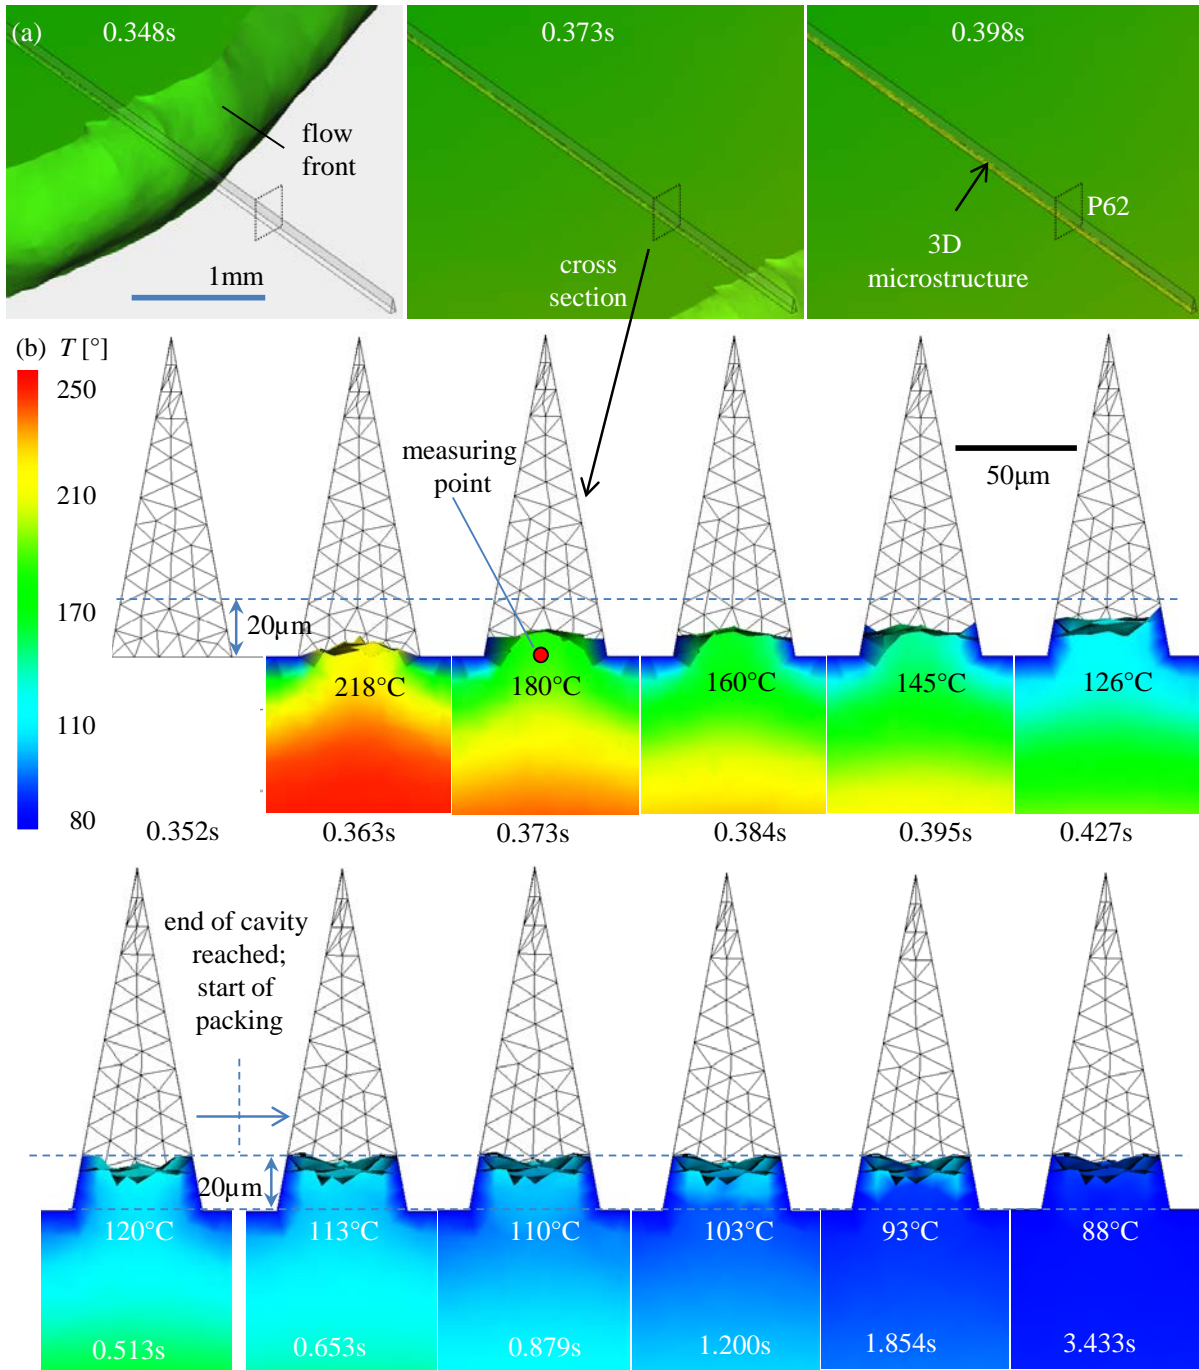 (a)
0.348s
0.373s
0.398s
flow
front
1mm
cross
section
P62
3D
microstructure
(b) T [°]
250
210
170
110
80
measuring
point
50µm
20µm
218°C
180°C
160°C
145°C
126°C
0.352s
0.363s
0.373s
0.384s
0.395s
0.427s
end of cavity
reached;
start of
packing
20µm
120°C
113°C
110°C
103°C
93°C
88°C
0.513s
0.653s
0.879s
1.200s
1.854s
3.433s